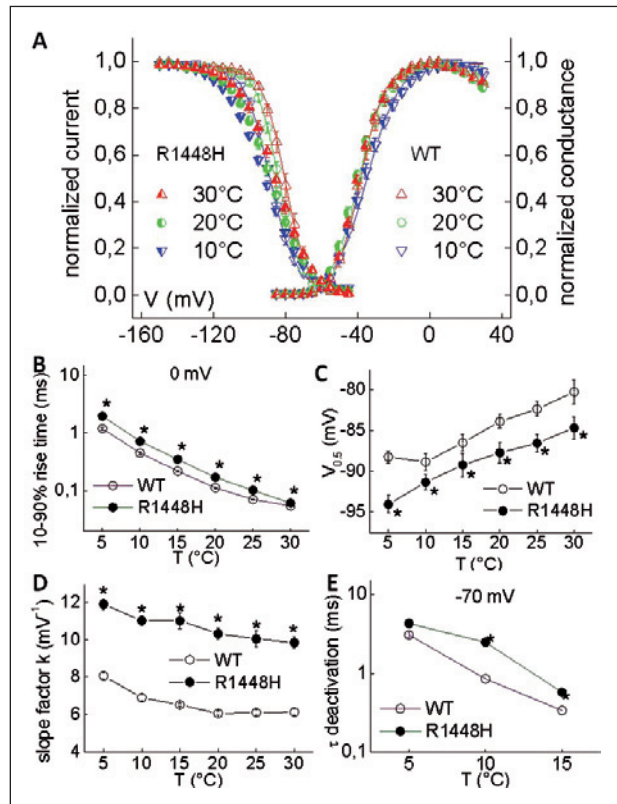 A
normalized current
normalized conductance
1,0
0,8
0,6
0,4
0,2
0,0
1,0
0,8
0,6
0,4
0,2
0,0
R1448H
30°C
20°C
10°C
WT
30°C
20°C
10°C
V (mV)
-160 -120 -80 -40 0 40
B
0 mV
10-90% rise time (ms)
10
1
0.1
* * * * * *
WT
R1448H
5 10 15 20 25 30
T (°C)
C
V0.5 (mV)
-80
-85
-90
-95
* * * * * *
WT
R1448H
5 10 15 20 25 30
T (°C)
D
slope factor k (mV-1)
12
10
8
6
4
* * * * * *
WT
R1448H
5 10 15 20 25 30
T (°C)
E
-70 mV
τ deactivation (ms)
10
1
0,1
* *
WT
R1448H
5 10 15
T (°C)